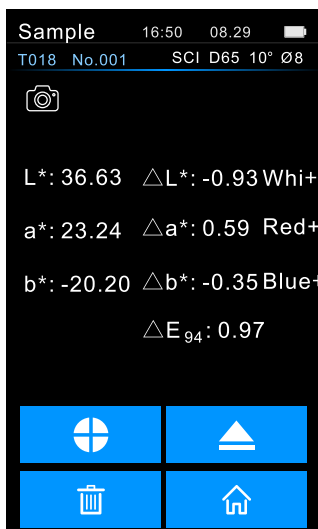 Sample 16:50 08.29
T018 No.001 SCI D65 10° Ø8
L*: 36.63 △L*: -0.93 Whi+
a*: 23.24 △a*: 0.59 Red+
b*: -20.20 △b*: -0.35 Blue+
△E94: 0.97